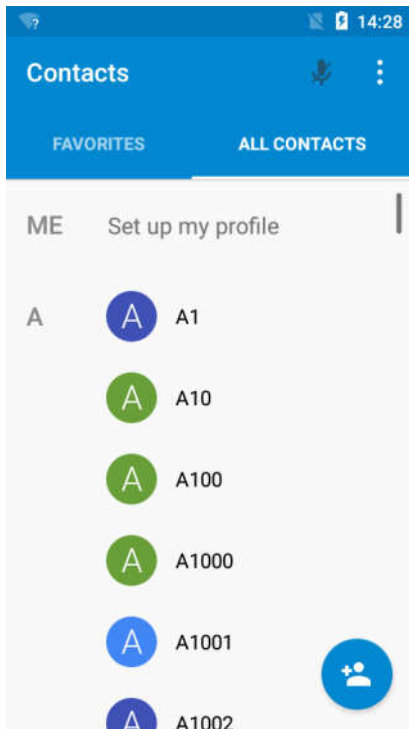 14:28
Contacts
FAVORITES ALL CONTACTS
ME Set up my profile
A A A1
A A10
A A100
A A1000
A A1001
A A1002